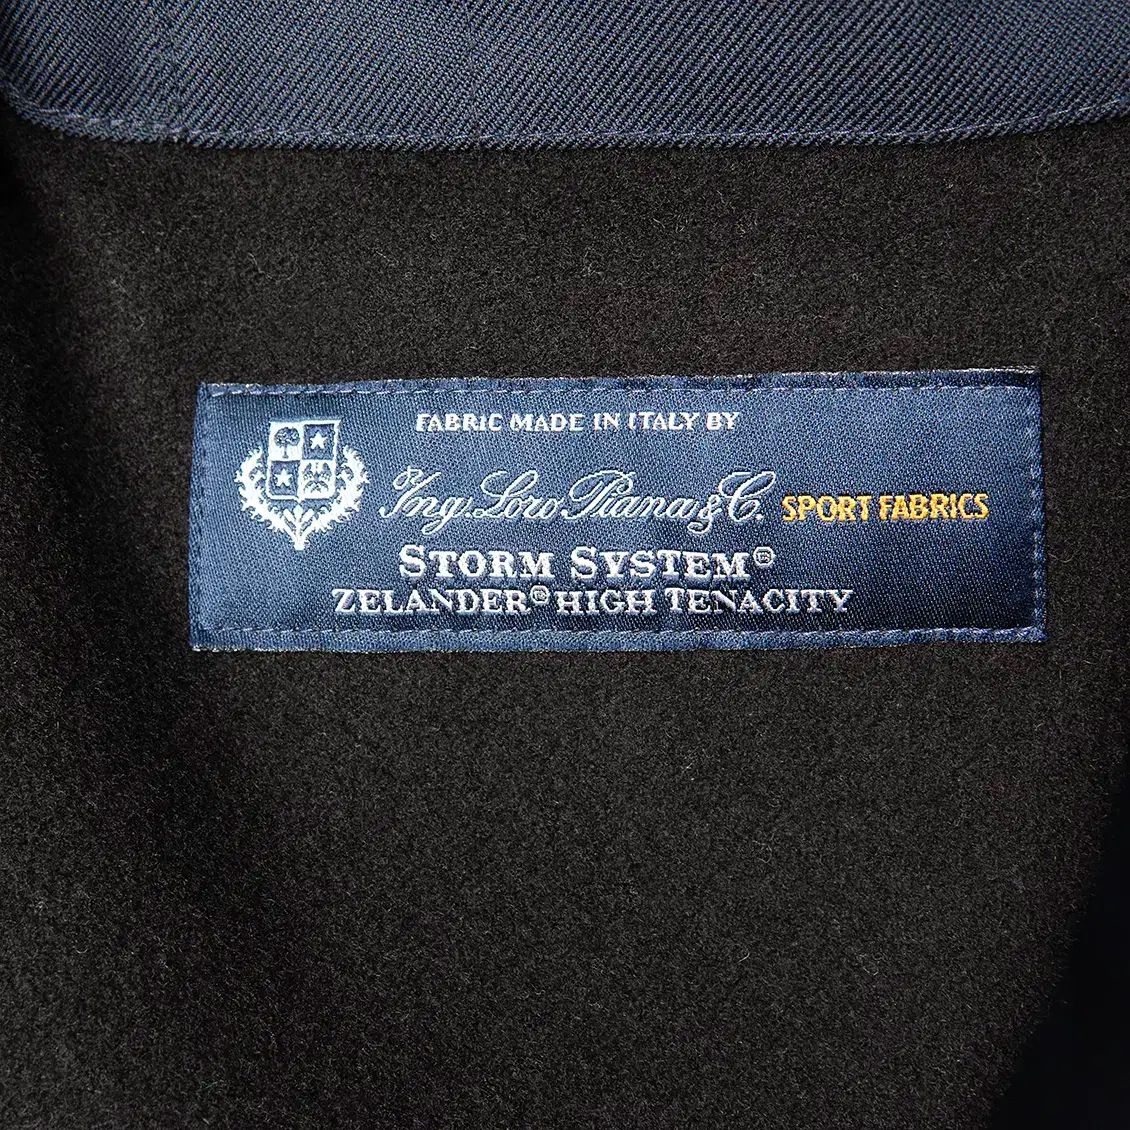 FABRIC MADE IN ITALY BY
Ing. Loro Piana & C. SPORT FABRICS
STORM SYSTEM®
ZELANDER® HIGH TENACITY